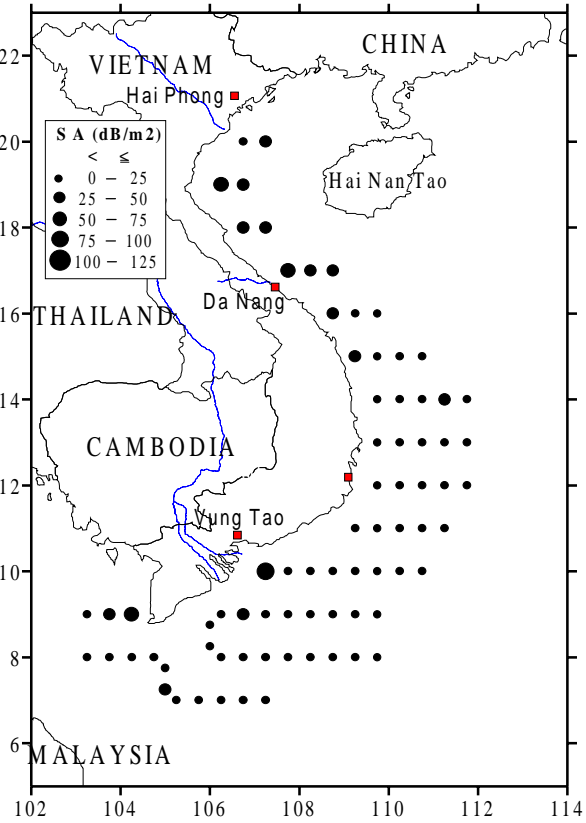 CHINA
VIETNAM
Hai Phong
S A (dB/m2)
< ≦
0 – 25
25 – 50
50 – 75
75 – 100
100 – 125
Hai Nan Tao
Da Nang
THAILAND
CAMBODIA
Vung Tao
MALAYSIA
22
20
18
16
14
12
10
8
6
102 104 106 108 110 112 114